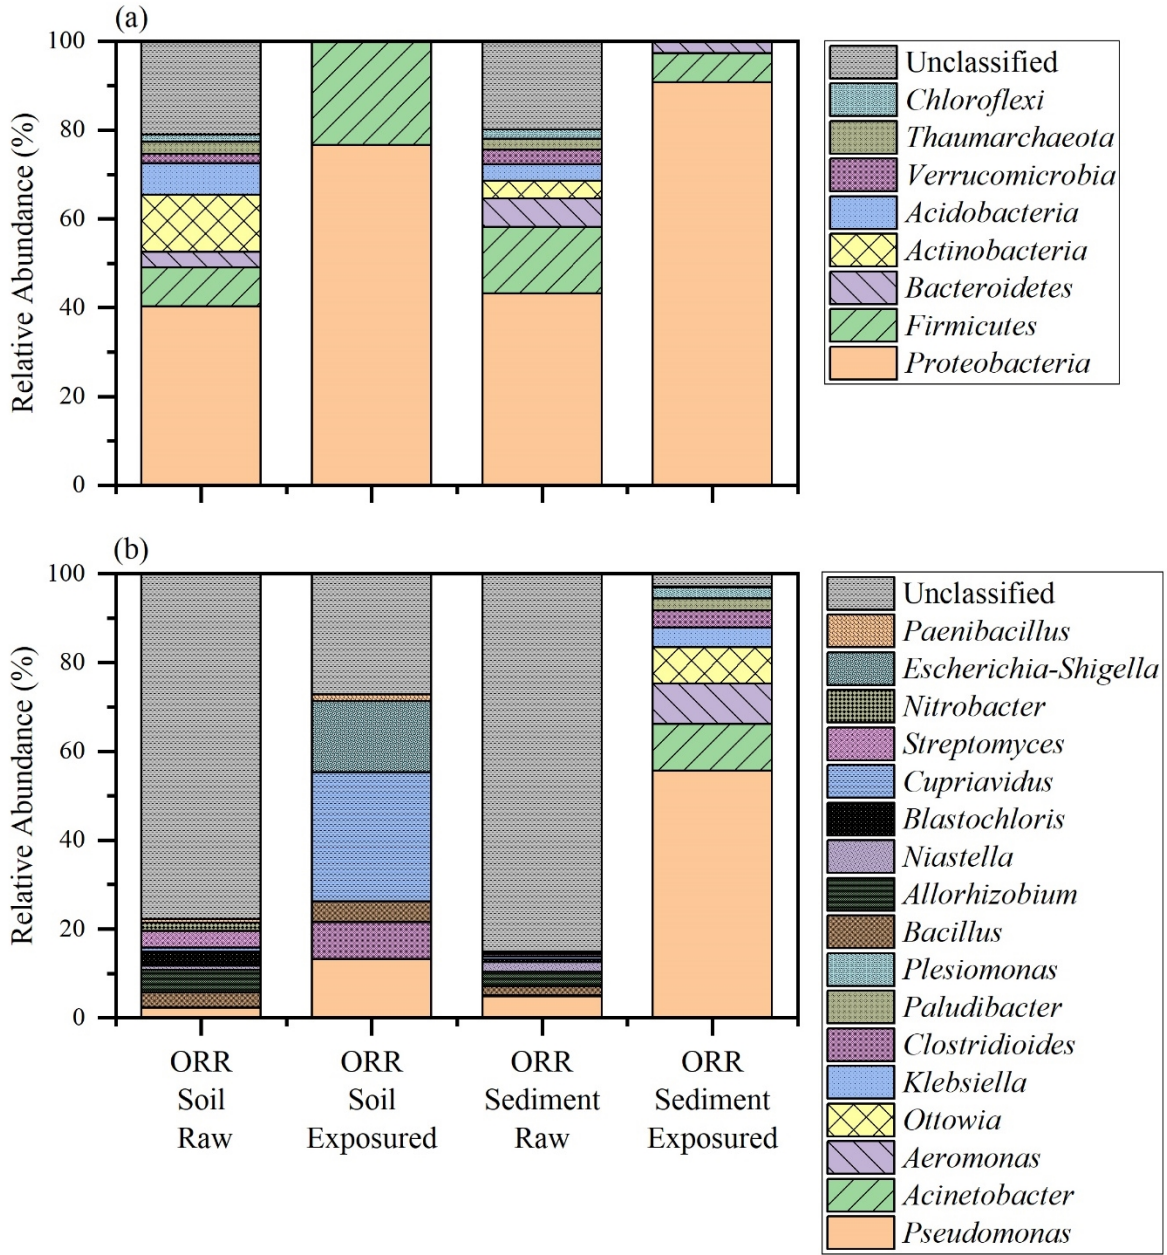 (a)
Relative Abundance (%)
100
80
60
40
20
0
Unclassified
Chloroflexi
Thaumarchaeota
Verrucomicrobia
Acidobacteria
Actinobacteria
Bacteroidetes
Firmicutes
Proteobacteria
(b)
Relative Abundance (%)
100
80
60
40
20
0
ORR
Soil
Raw
ORR
Soil
Exposured
ORR
Sediment
Raw
ORR
Sediment
Exposured
Unclassified
Paenibacillus
Escherichia-Shigella
Nitrobacter
Streptomyces
Cupriavidus
Blastochloris
Niastella
Allorhizobium
Bacillus
Plesiomonas
Paludibacter
Clostridioides
Klebsiella
Ottowia
Aeromonas
Acinetobacter
Pseudomonas